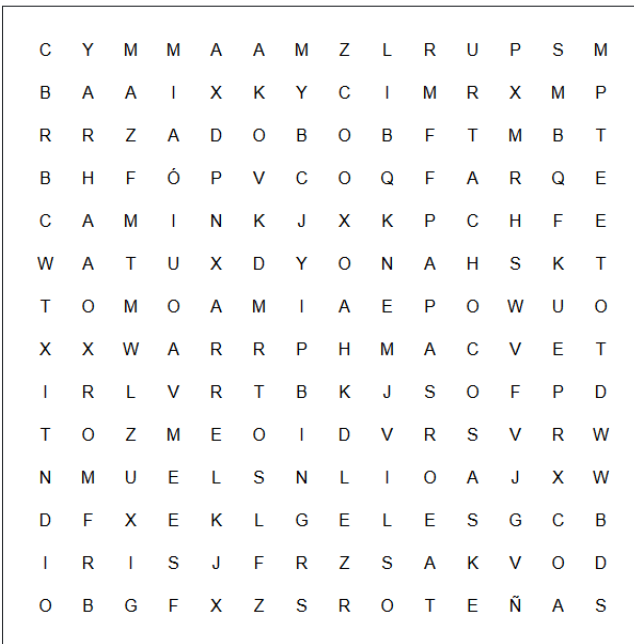 C Y M M A A M Z L R U P S M
B A A I X K Y C I M R X M P
R R Z A D O B O B F T M B T
B H F Ó P V C O Q F A R Q E
C A M I N K J X K P C H F E
W A T U X D Y O N A H S K T
T O M O A M I A E P O W U O
X X W A R R P H M A C V E T
I R L V R T B K J S O F P D
T O Z M E O I D V R S V R W
N M U E L S N L I O A J X W
D F X E K L G E L E S G C B
I R I S J F R Z S A K V O D
O B G F X Z S R O T E Ñ A S